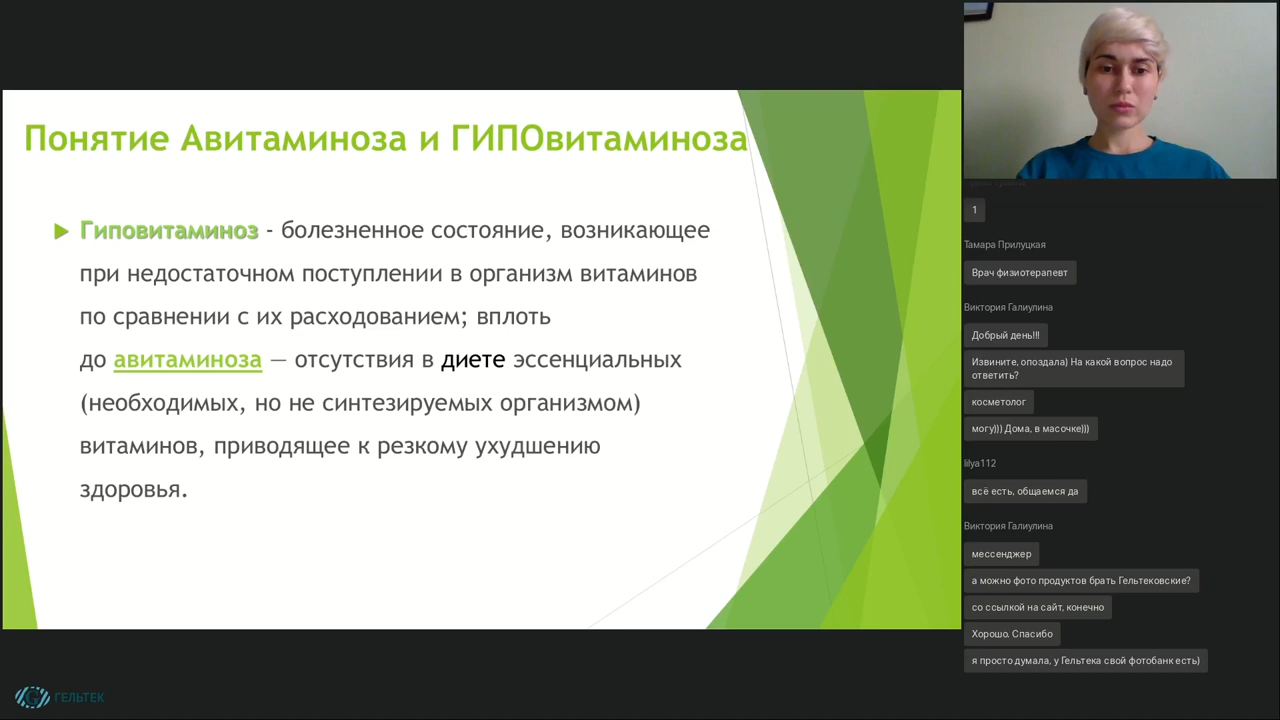 Понятие Авитаминоза и ГИПОвитаминоза
Гиповитаминоз - болезненное состояние, возникающее
при недостаточном поступлении в организм витаминов
по сравнении с их расходованием; вплоть
до авитаминоза — отсутствия в диете эссенциальных
(необходимых, но не синтезируемых организмом)
витаминов, приводящее к резкому ухудшению
здоровья.
ГЕЛЬТЕК
1
Тамара Прилуцкая
Врач физиотерапевт
Виктория Галиулина
Добрый день!!!
Извините, опоздала) На какой вопрос надо
ответить?
косметолог
могу))) Дома, в масочке)))
lilya112
всё есть, общаемся да
Виктория Галиулина
мессенджер
а можно фото продуктов брать Гельтековские?
со ссылкой на сайт, конечно
Хорошо. Спасибо
я просто думала, у Гельтека свой фотобанк есть)